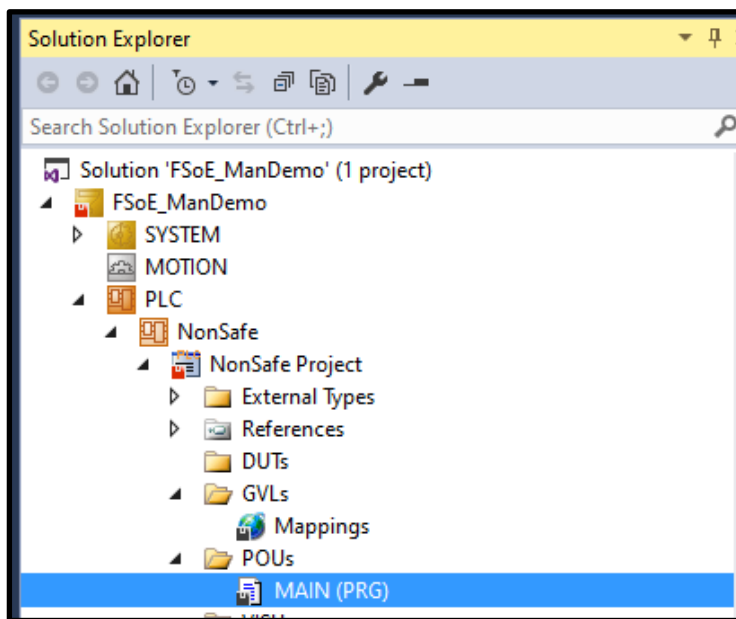 Solution Explorer
Search Solution Explorer (Ctrl+;)
Solution 'FSoE_ManDemo' (1 project)
FSoE_ManDemo
SYSTEM
MOTION
PLC
NonSafe
NonSafe Project
External Types
References
DUTs
GVLs
Mappings
POUs
MAIN (PRG)